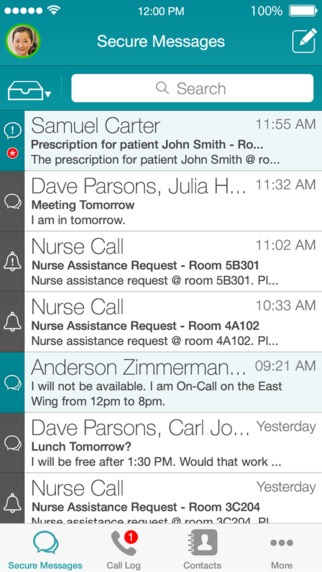 12:00 PM 100%
Secure Messages
Search
Samuel Carter 11:55 AM
Prescription for patient John Smith - Ro...
The prescription for patient John Smith @ ro...
Dave Parsons, Julia H... 11:32 AM
Meeting Tomorrow
I am in tomorrow.
Nurse Call 11:02 AM
Nurse Assistance Request - Room 5B301
Nurse assistance request @ room 5B301. Pl...
Nurse Call 10:33 AM
Nurse Assistance Request - Room 4A102
Nurse assistance request @ room 4A102. Pl...
Anderson Zimmerman... 09:21 AM
I will not be available. I am On-Call on the East
Wing from 12pm to 8pm.
Dave Parsons, Carl Jo... Yesterday
Lunch Tomorrow?
I will be free after 1:30 PM. Would that work ...
Nurse Call Yesterday
Nurse Assistance Request - Room 3C204
Nurse assistance request @ room 3C204. Pl...
1
Secure Messages Call Log Contacts More